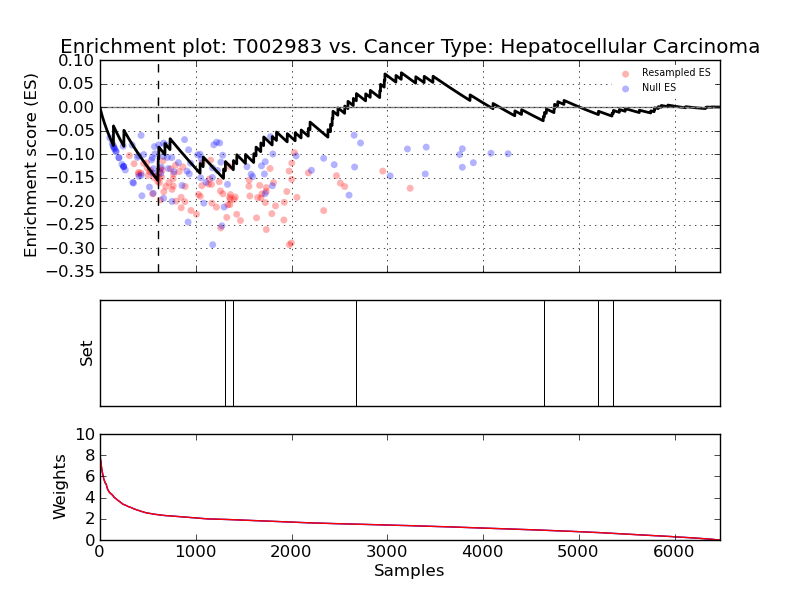 Enrichment plot: T002983 vs. Cancer Type: Hepatocellular Carcinoma
Enrichment score (ES)
0.10
0.05
0.00
−0.05
−0.10
−0.15
−0.20
−0.25
−0.30
−0.35
Resampled ES
Null ES
Set
Weights
10
8
6
4
2
0
0 1000 2000 3000 4000 5000 6000
Samples